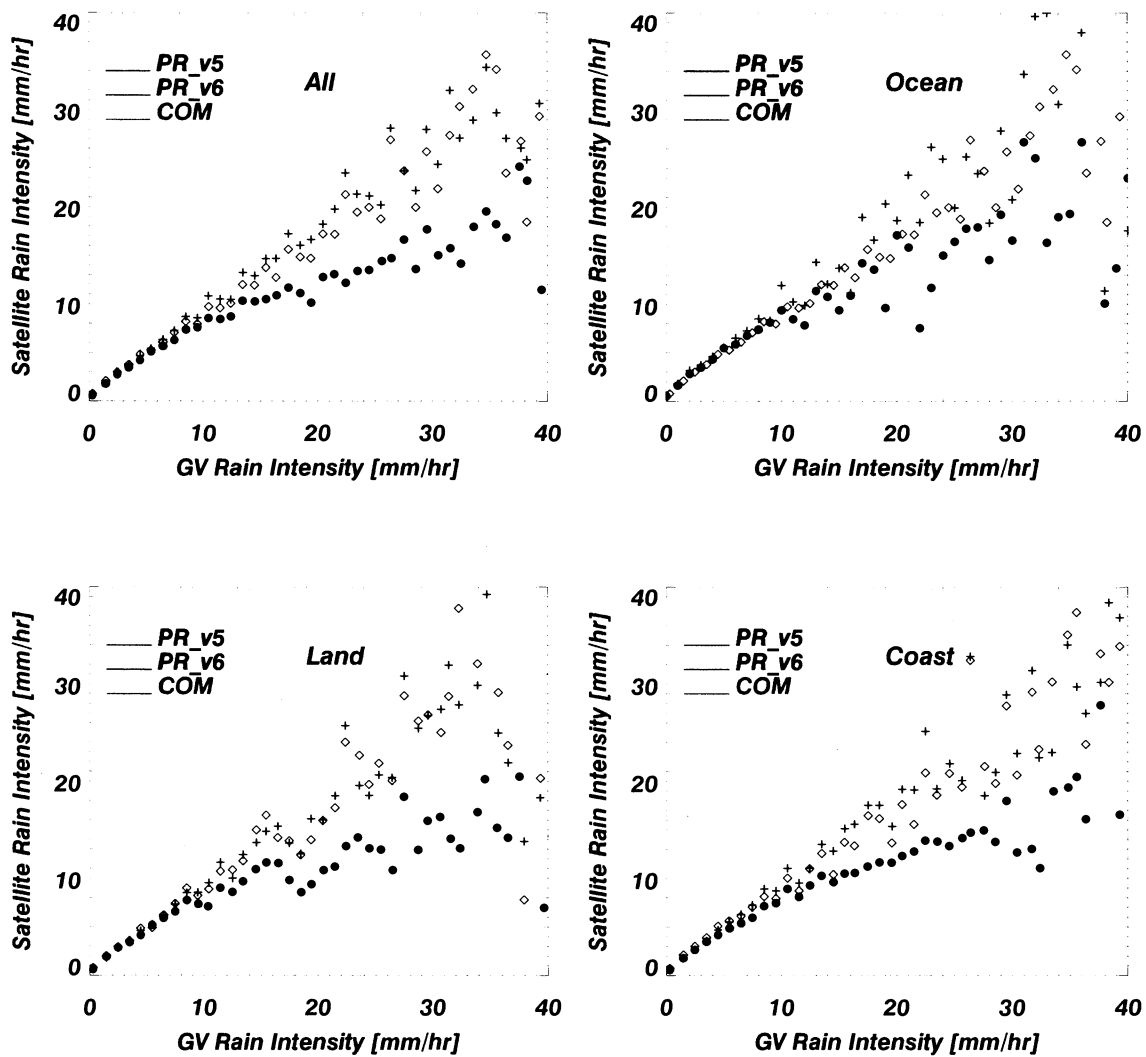 40
30
20
10
0
Satellite Rain Intensity [mm/hr]
PR_v5
PR_v6
COM
All
0 10 20 30 40
GV Rain Intensity [mm/hr]
40
30
20
10
0
Satellite Rain Intensity [mm/hr]
PR_v5
PR_v6
COM
Ocean
0 10 20 30 40
GV Rain Intensity [mm/hr]
40
30
20
10
0
Satellite Rain Intensity [mm/hr]
PR_v5
PR_v6
COM
Land
0 10 20 30 40
GV Rain Intensity [mm/hr]
40
30
20
10
0
Satellite Rain Intensity [mm/hr]
PR_v5
PR_v6
COM
Coast
0 10 20 30 40
GV Rain Intensity [mm/hr]